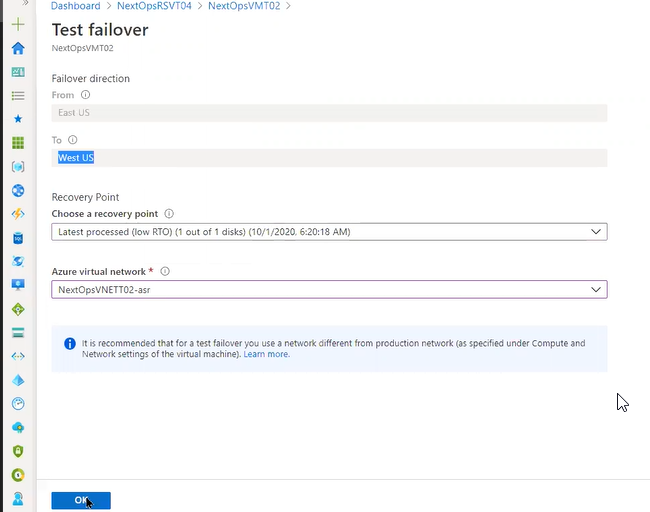 Dashboard > NextOpsRSVT04 > NextOpsVMT02 >
Test failover
NextOpsVMT02
Failover direction
From
East US
To
West US
Recovery Point
Choose a recovery point
Latest processed (low RTO) (1 out of 1 disks) (10/1/2020, 6:20:18 AM)
Azure virtual network *
NextOpsVNETT02-asr
It is recommended that for a test failover you use a network different from production network (as specified under Compute and
Network settings of the virtual machine). Learn more.
OK